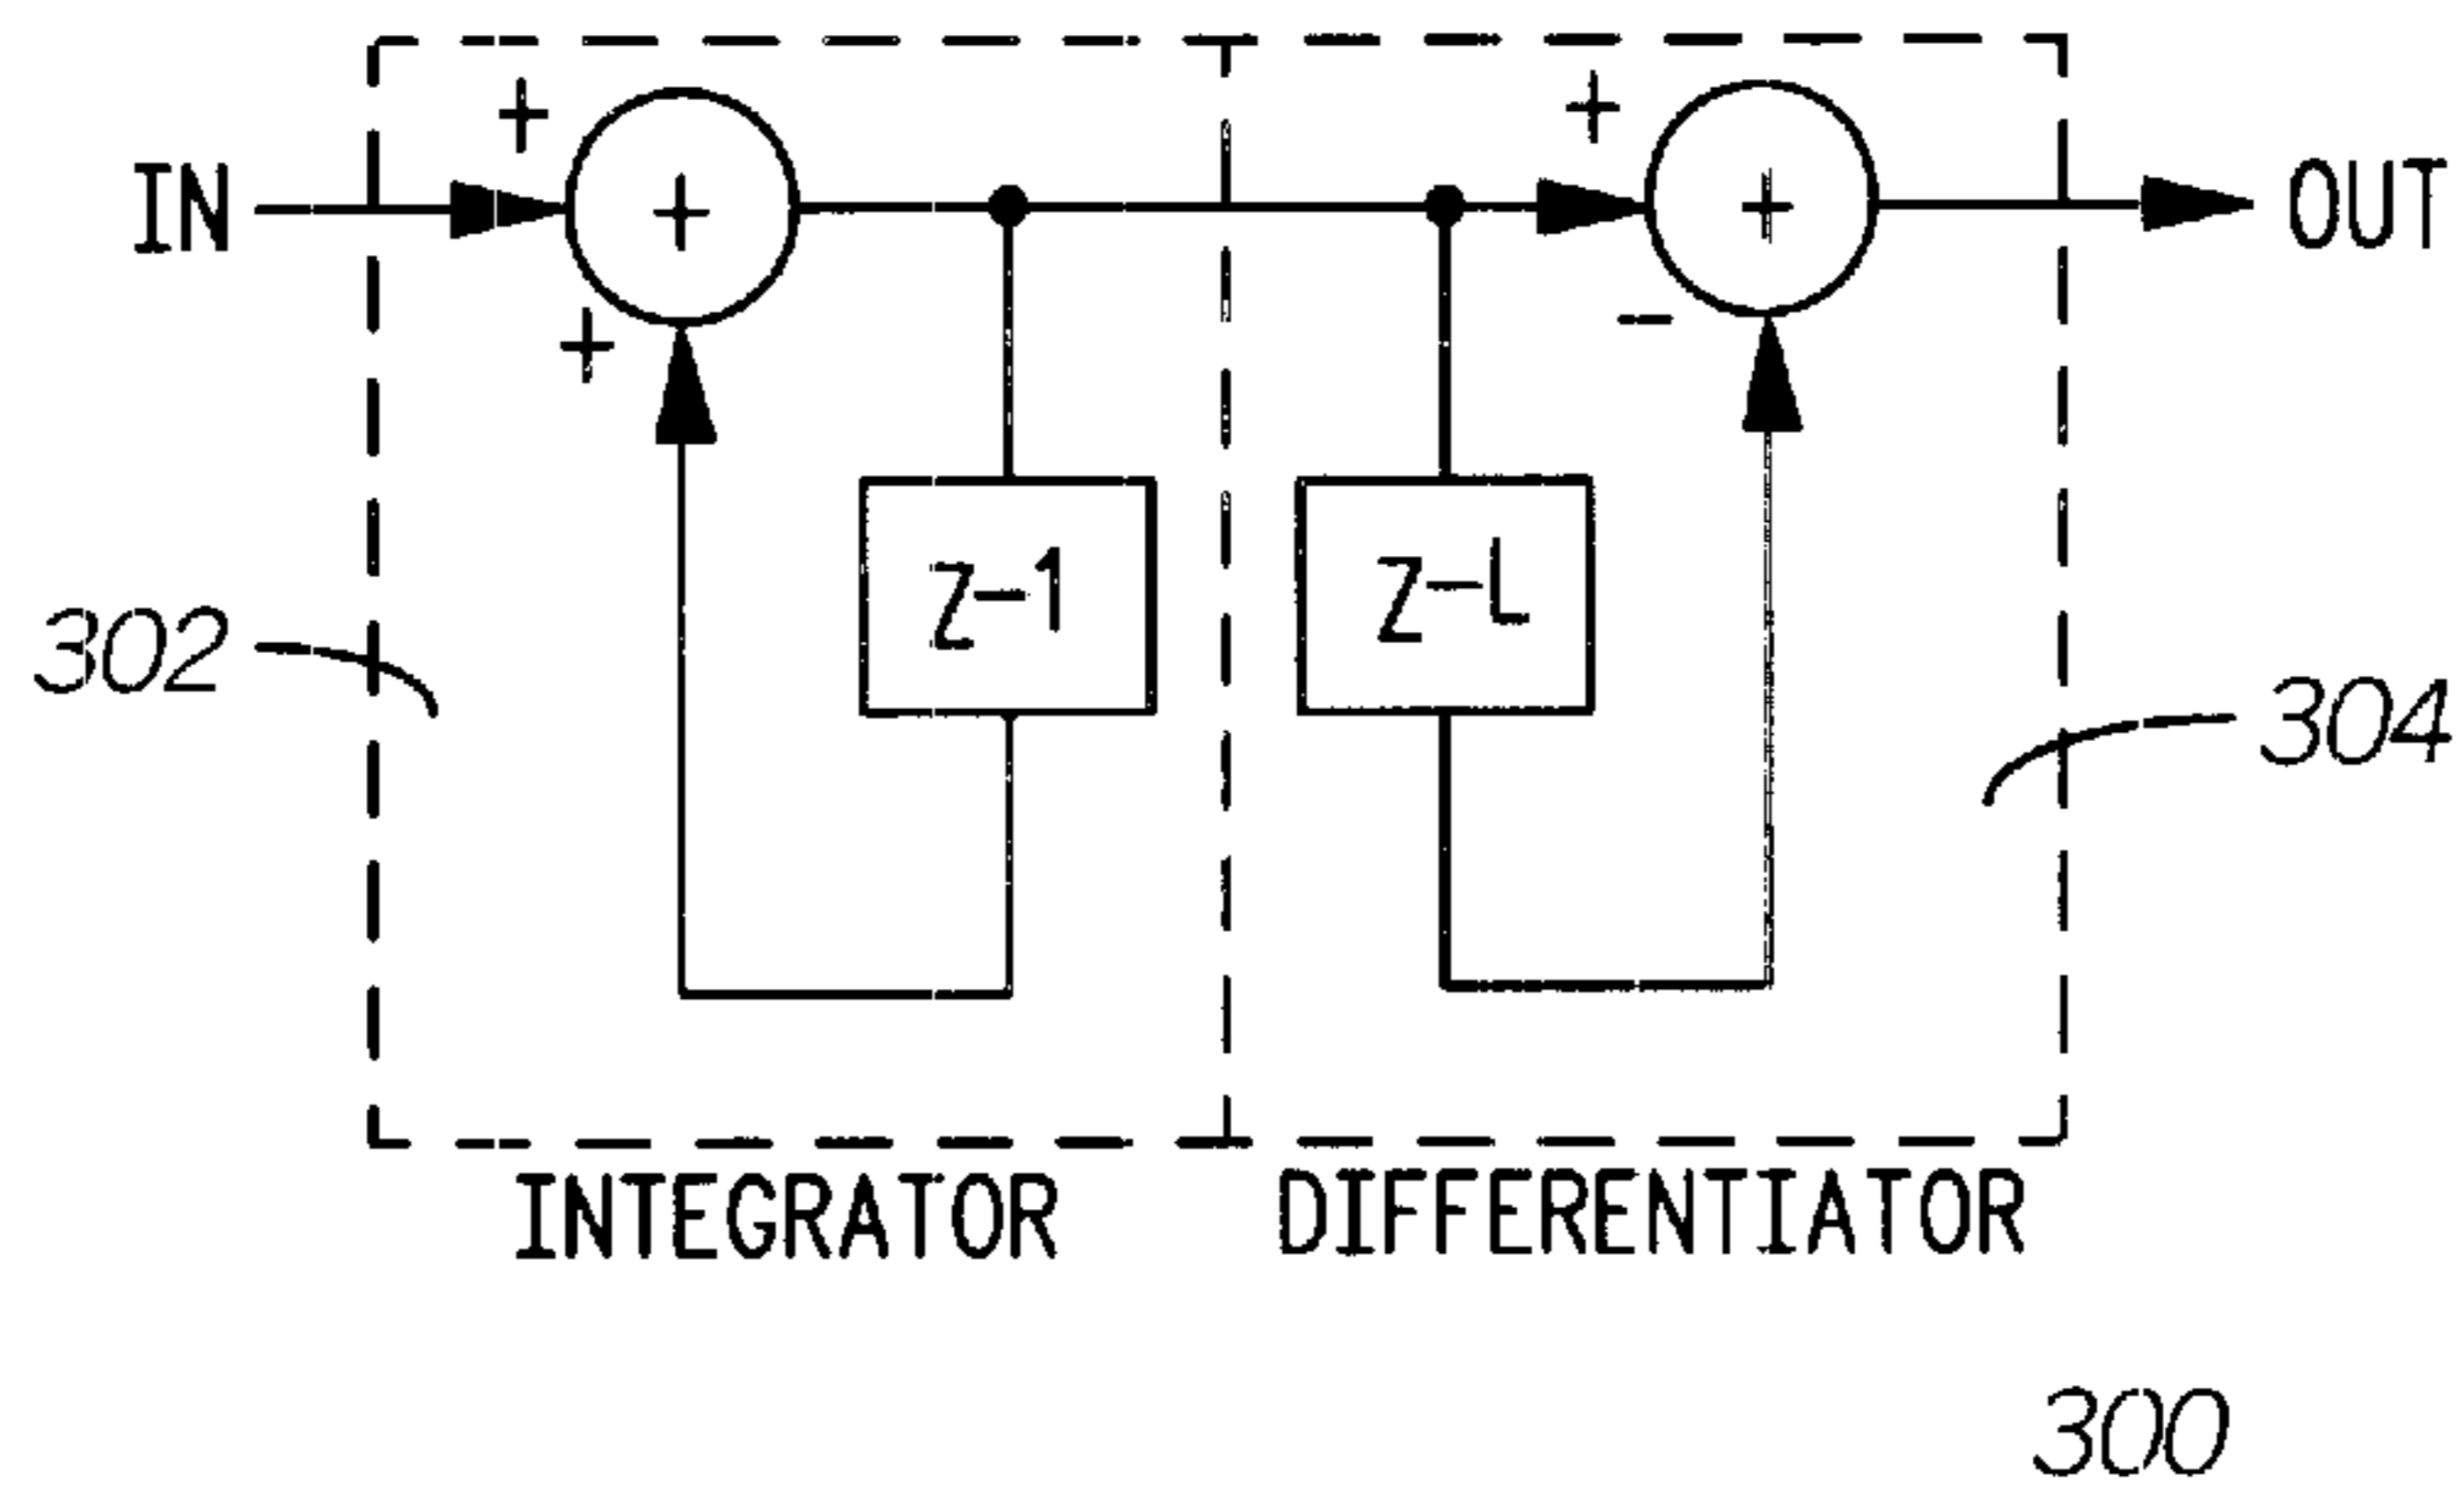 + +
IN + + OUT
+ -
z-1 z-L
302
304
INTEGRATOR DIFFERENTIATOR
300